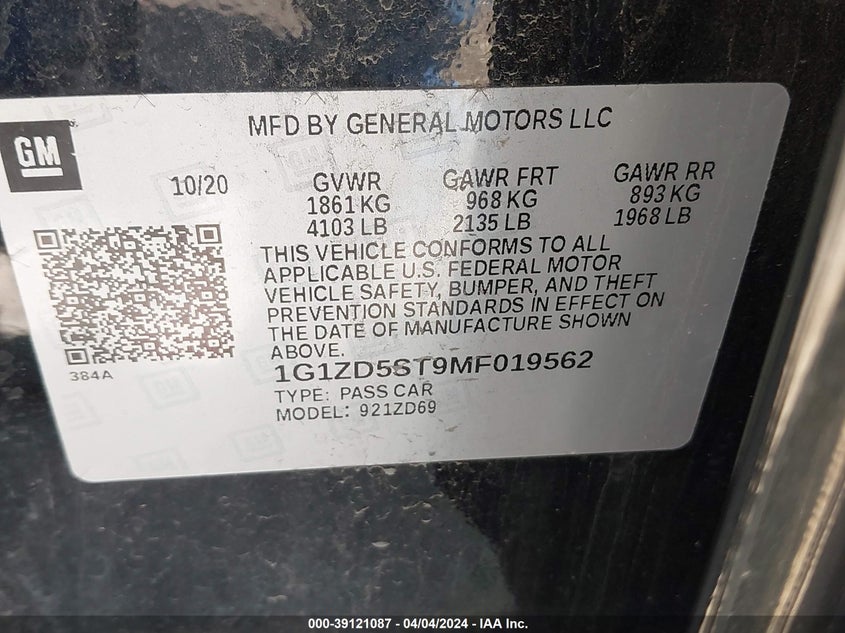 MFD BY GENERAL MOTORS LLC
GM
10/20
GVWR
1861 KG
4103 LB
GAWR FRT
968 KG
2135 LB
GAWR RR
893 KG
1968 LB
THIS VEHICLE CONFORMS TO ALL
APPLICABLE U.S. FEDERAL MOTOR
VEHICLE SAFETY, BUMPER, AND THEFT
PREVENTION STANDARDS IN EFFECT ON
THE DATE OF MANUFACTURE SHOWN
ABOVE.
384A
1G1ZD5ST9MF019562
TYPE: PASS CAR
MODEL: 921ZD69
000-39121087 - 04/04/2024 - IAA Inc.